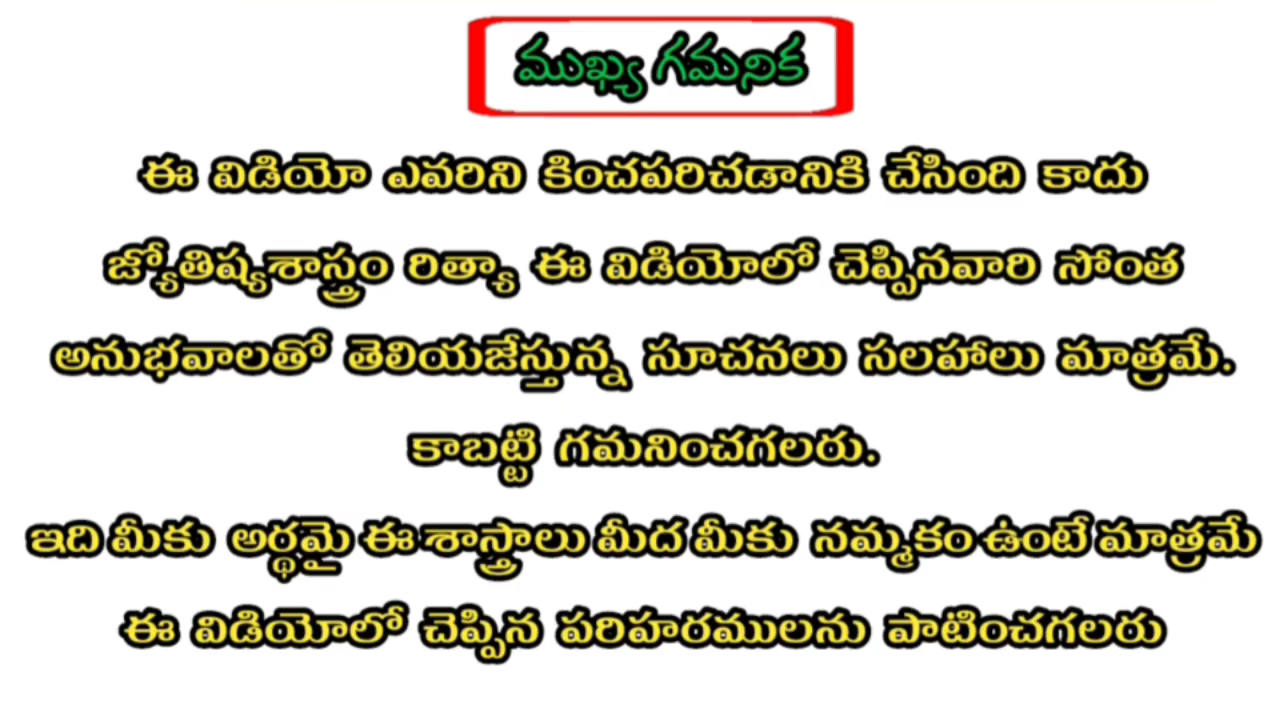 ముఖ్య గమనిక
ఈ విడియో ఎవరిని కించపరిచడానికి చేసింది కాదు
జ్యోతిష్యశాస్త్రం రిత్యా ఈ విడియోలో చెప్పినవారి సోంత
అనుభవాలతో తెలియజేస్తున్న సూచనలు సలహాలు మాత్రమే.
కాబట్టి గమనించగలరు.
ఇది మీకు అర్థమై ఈ శాస్త్రాలు మీద మీకు నమ్మకం ఉంటే మాత్రమే
ఈ విడియోలో చెప్పిన పరిహరములను పాటించగలరు